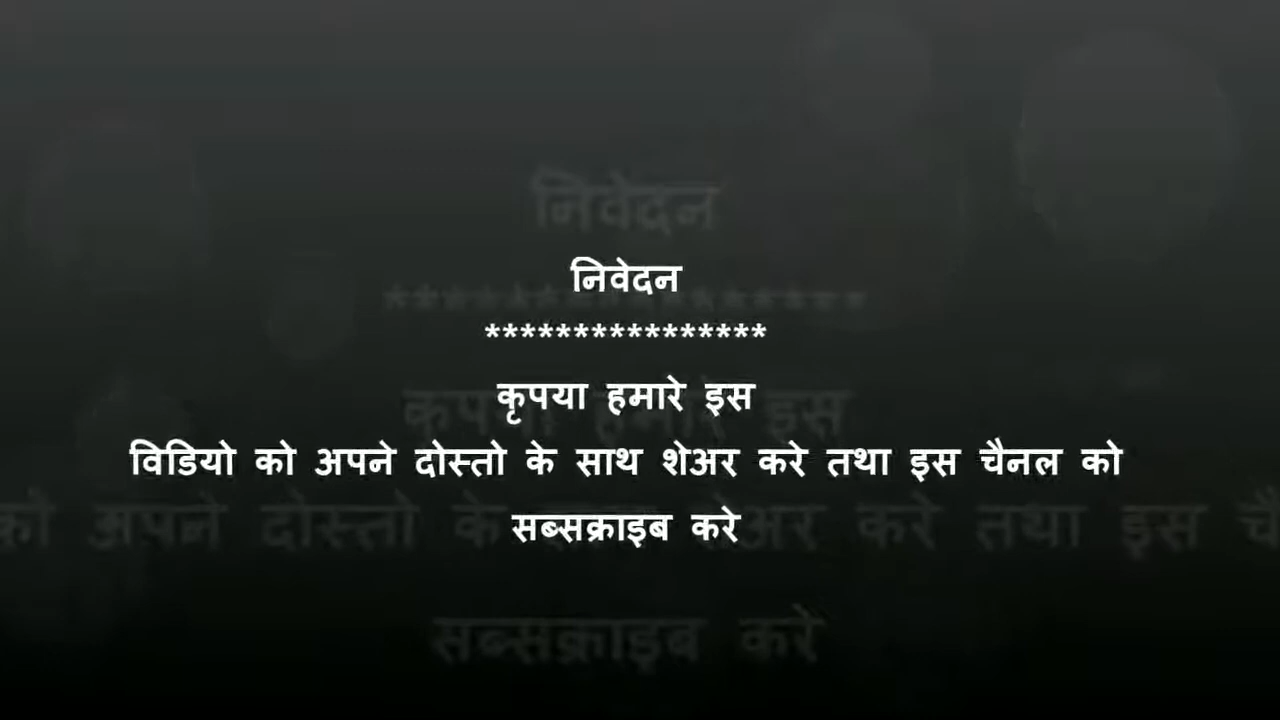 निवेदन
****************
कृपया हमारे इस
विडियो को अपने दोस्तो के साथ शेअर करे तथा इस चैनल को
सब्सक्राइब करे